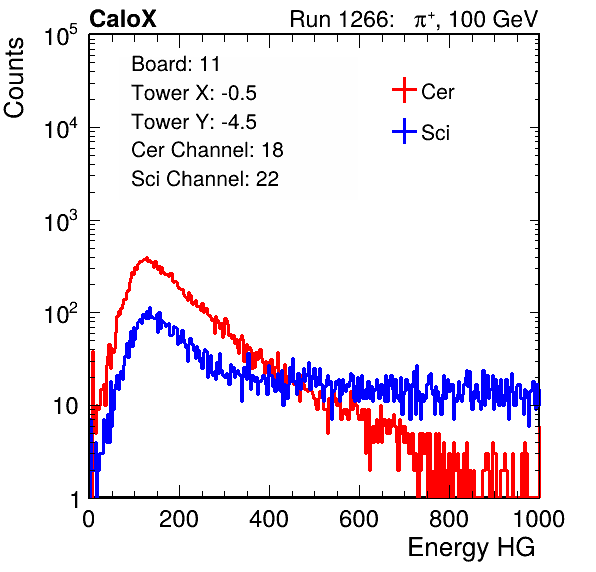 CaloX Run 1266: π⁺, 100 GeV
Counts
Board: 11
Tower X: -0.5
Tower Y: -4.5
Cer Channel: 18
Sci Channel: 22
Cer
Sci
10⁵
10⁴
10³
10²
10
1
0 200 400 600 800 1000
Energy HG